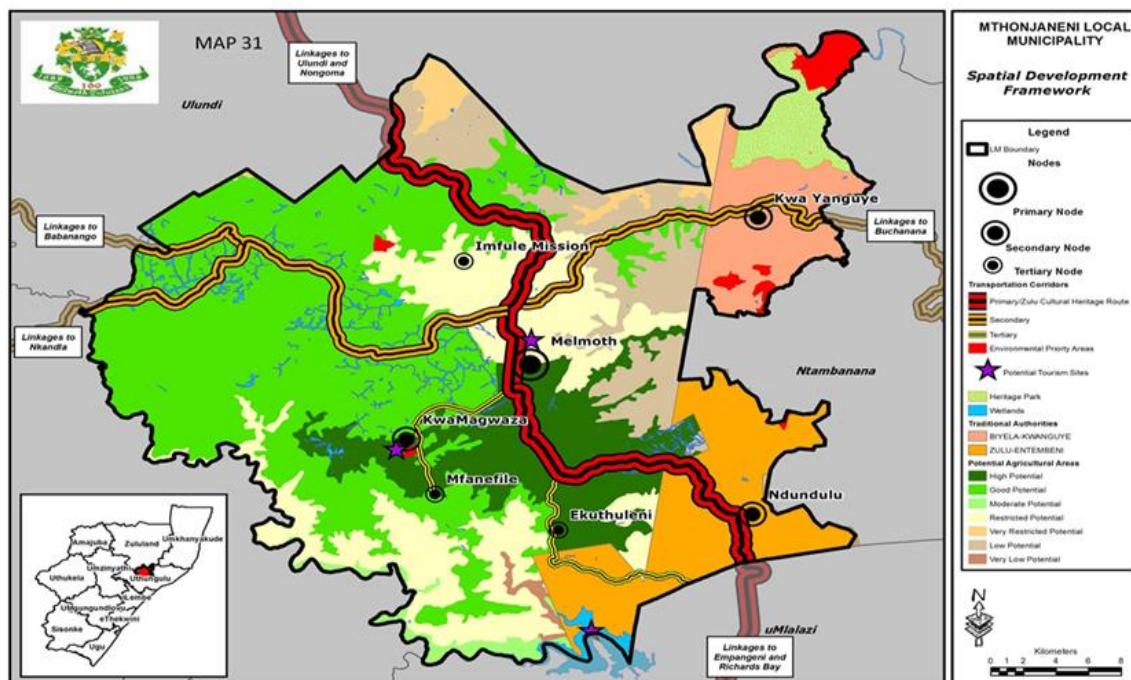 MAP 31
Linkages to
Ulundi and
Nongoma
Ulundi
Linkages to
Babanango
Linkages to
Nkandla
Linkages to
Buchanana
Kwa Yanguye
Imfule Mission
Melmoth
Ntambanana
KwaMagwaza
Mfanefile
Ekuthuleni
Ndundulu
uMlalazi
Linkages to
Empangeni and
Richards Bay
100
Amajuba
Zululand
Umkhanyakude
Umzinyathi
Uthukela
Uthungulu
iLembe
eThekwini
Sisonke
Ugu
MTHONJANENI LOCAL
MUNICIPALITY
Spatial Development
Framework
Legend
LM Boundary
Nodes
Primary Node
Secondary Node
Tertiary Node
Transportation Corridors
Primary/Zulu Cultural Heritage Route
Secondary
Tertiary
Environmental Priorty Areas
Potential Tourism Sites
Heritage Park
Wetlands
Traditional Authorities
BIYELA-KWANGUYE
ZULU-ENTEMBENI
Potential Agricultural Areas
High Potential
Good Potential
Moderate Potential
Restricted Potential
Very Restricted Potential
Low Potential
Very Low Potential
N
Kilometers
0 1 2 4 6 8